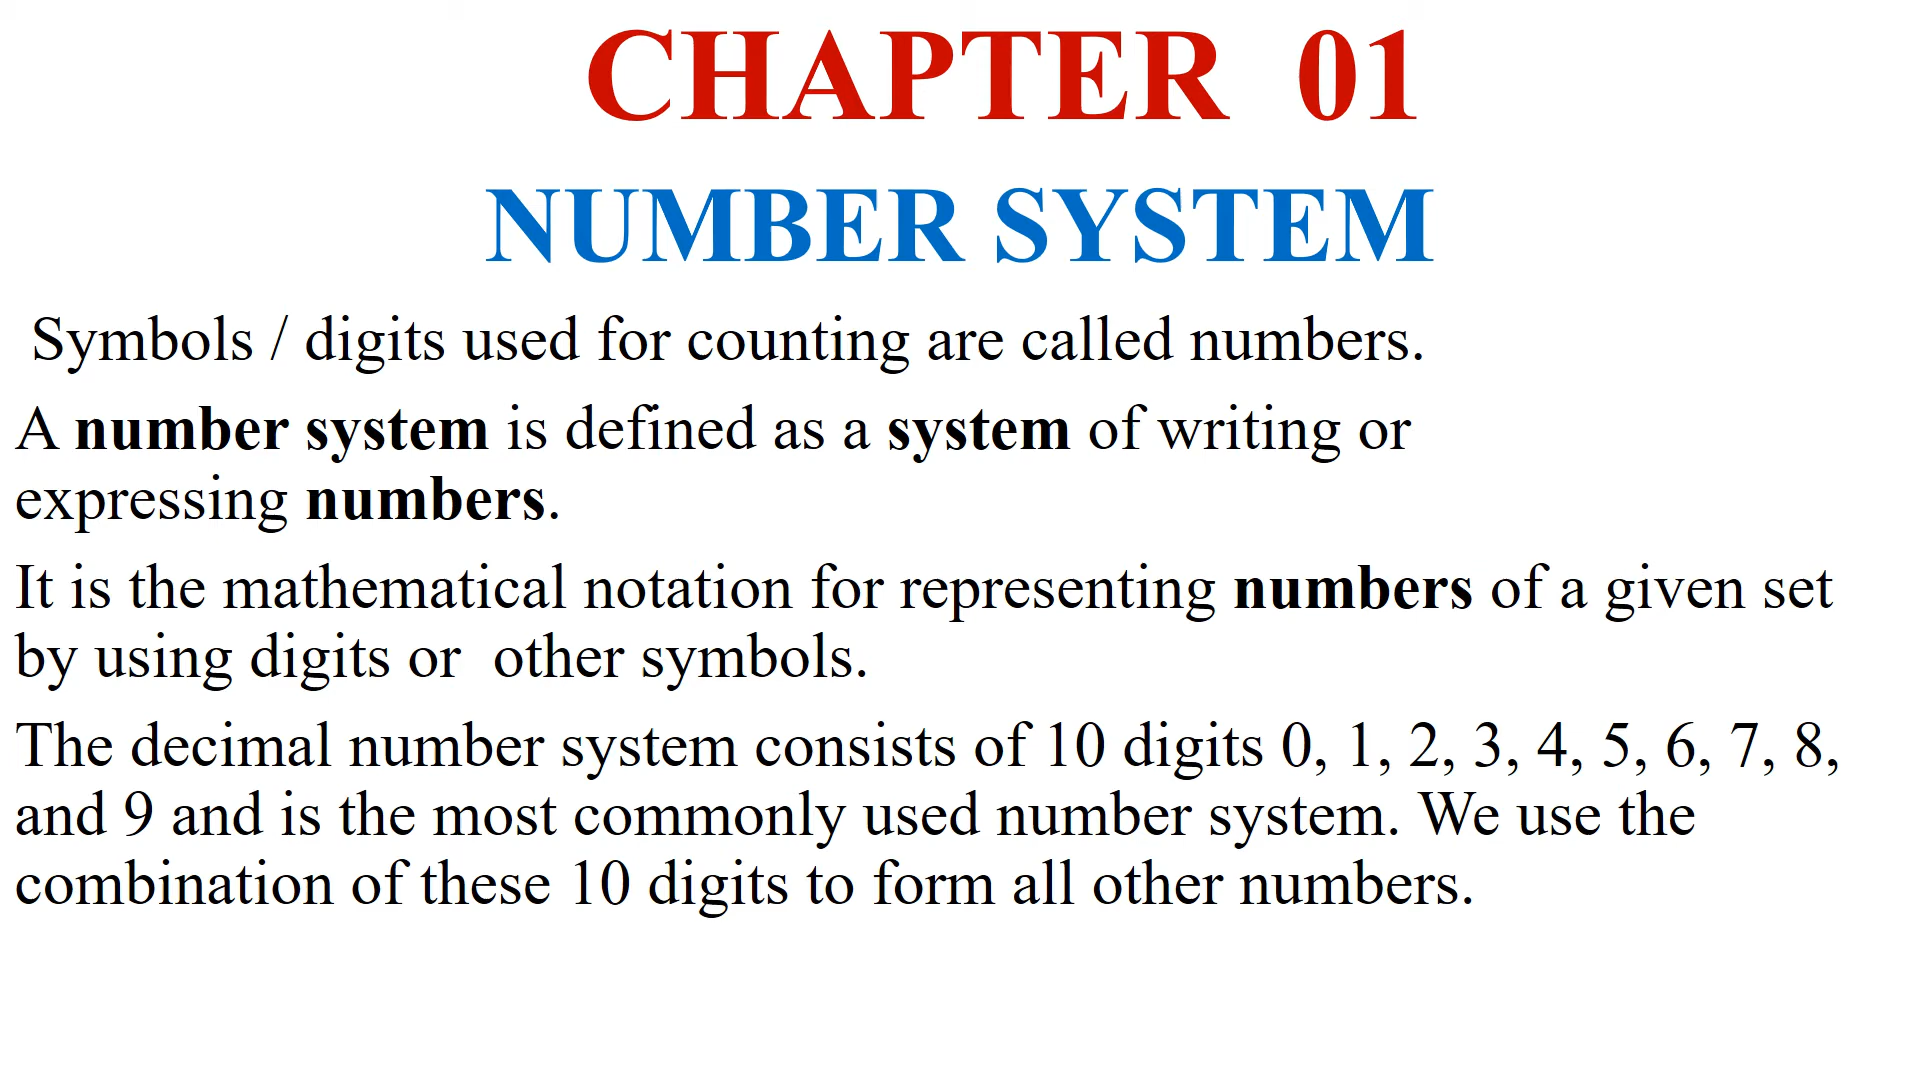 CHAPTER  01
NUMBER SYSTEM
Symbols / digits used for counting are called numbers.
A number system is defined as a system of writing or
expressing numbers.
It is the mathematical notation for representing numbers of a given set
by using digits or  other symbols.
The decimal number system consists of 10 digits 0, 1, 2, 3, 4, 5, 6, 7, 8,
and 9 and is the most commonly used number system. We use the
combination of these 10 digits to form all other numbers.